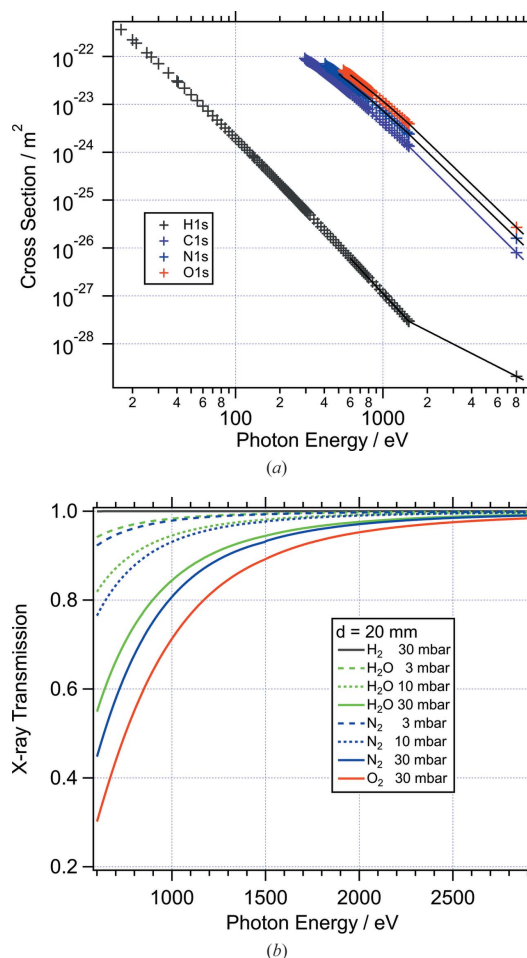 10-22
10-23
10-24
10-25
10-26
10-27
10-28
Cross Section / m2
H1s
C1s
N1s
O1s
2 4 6 8 100 2 4 6 8 1000 2 4 6 8
Photon Energy / eV
(a)
1.0
0.8
0.6
0.4
0.2
X-ray Transmission
d = 20 mm
H2 30 mbar
H2O 3 mbar
H2O 10 mbar
H2O 30 mbar
N2 3 mbar
N2 10 mbar
N2 30 mbar
O2 30 mbar
1000 1500 2000 2500
Photon Energy / eV
(b)